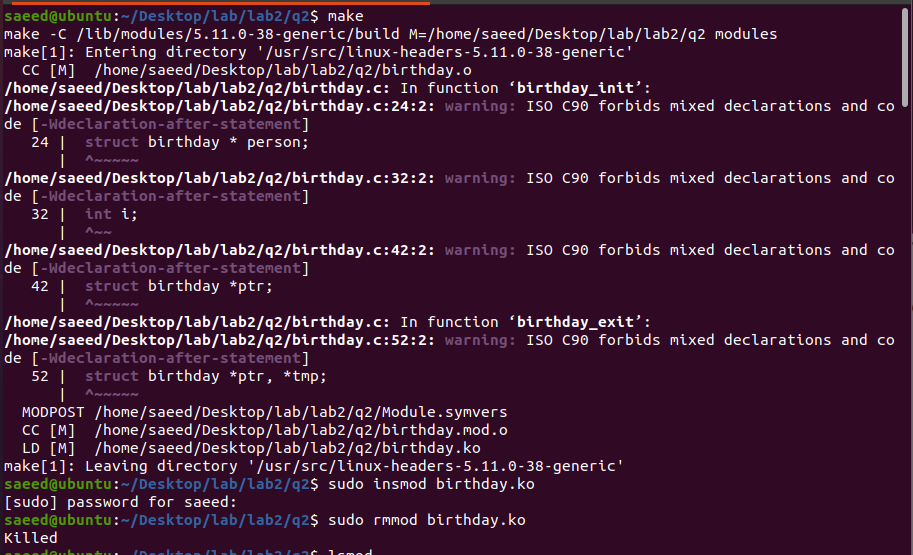 saeed@ubuntu:~/Desktop/lab/lab2/q2$ make
make -C /lib/modules/5.11.0-38-generic/build M=/home/saeed/Desktop/lab/lab2/q2 modules
make[1]: Entering directory '/usr/src/linux-headers-5.11.0-38-generic'
  CC [M]  /home/saeed/Desktop/lab/lab2/q2/birthday.o
/home/saeed/Desktop/lab/lab2/q2/birthday.c: In function ‘birthday_init’:
/home/saeed/Desktop/lab/lab2/q2/birthday.c:24:2: warning: ISO C90 forbids mixed declarations and co
de [-Wdeclaration-after-statement]
   24 |  struct birthday * person;
      |  ^~~~~~
/home/saeed/Desktop/lab/lab2/q2/birthday.c:32:2: warning: ISO C90 forbids mixed declarations and co
de [-Wdeclaration-after-statement]
   32 |  int i;
      |  ^~~
/home/saeed/Desktop/lab/lab2/q2/birthday.c:42:2: warning: ISO C90 forbids mixed declarations and co
de [-Wdeclaration-after-statement]
   42 |  struct birthday *ptr;
      |  ^~~~~~
/home/saeed/Desktop/lab/lab2/q2/birthday.c: In function ‘birthday_exit’:
/home/saeed/Desktop/lab/lab2/q2/birthday.c:52:2: warning: ISO C90 forbids mixed declarations and co
de [-Wdeclaration-after-statement]
   52 |  struct birthday *ptr, *tmp;
      |  ^~~~~~
  MODPOST /home/saeed/Desktop/lab/lab2/q2/Module.symvers
  CC [M]  /home/saeed/Desktop/lab/lab2/q2/birthday.mod.o
  LD [M]  /home/saeed/Desktop/lab/lab2/q2/birthday.ko
make[1]: Leaving directory '/usr/src/linux-headers-5.11.0-38-generic'
saeed@ubuntu:~/Desktop/lab/lab2/q2$ sudo insmod birthday.ko
[sudo] password for saeed:
saeed@ubuntu:~/Desktop/lab/lab2/q2$ sudo rmmod birthday.ko
Killed
saeed@ubuntu:~/Desktop/lab/lab2/q2$ lsmod